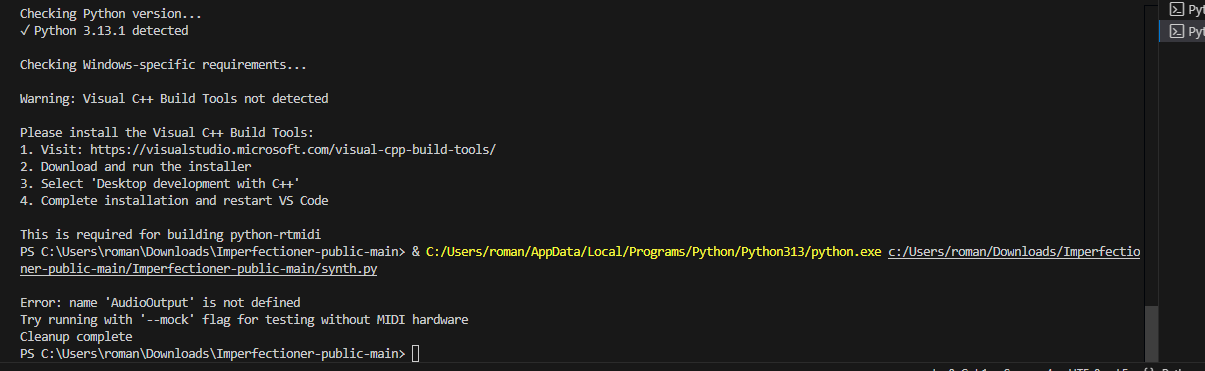 Checking Python version...
✓ Python 3.13.1 detected
Checking Windows-specific requirements...
Warning: Visual C++ Build Tools not detected
Please install the Visual C++ Build Tools:
1. Visit: https://visualstudio.microsoft.com/visual-cpp-build-tools/
2. Download and run the installer
3. Select 'Desktop development with C++'
4. Complete installation and restart VS Code
This is required for building python-rtmidi
PS C:\Users\roman\Downloads\Imperfectioner-public-main> & C:/Users/roman/AppData/Local/Programs/Python/Python313/python.exe c:/Users/roman/Downloads/Imperfectio
ner-public-main/Imperfectioner-public-main/synth.py
Error: name 'AudioOutput' is not defined
Try running with '--mock' flag for testing without MIDI hardware
Cleanup complete
PS C:\Users\roman\Downloads\Imperfectioner-public-main>
Pyt
Pyt